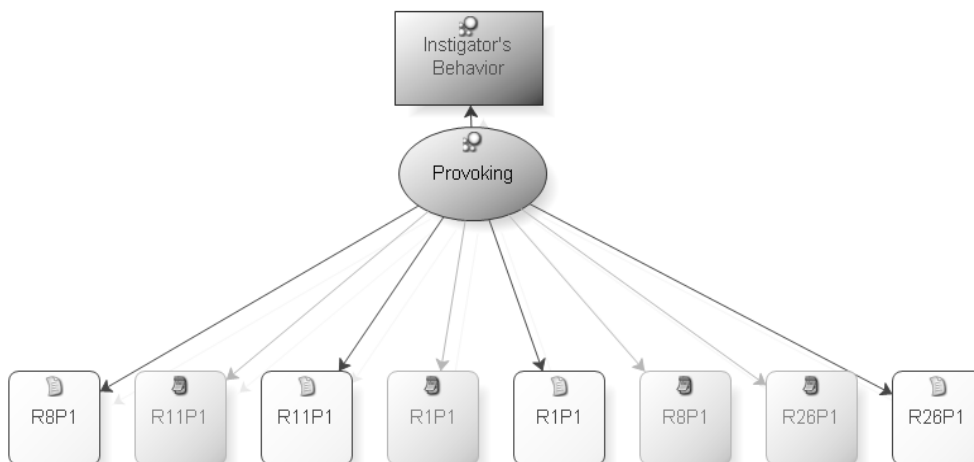 Instigator's
Behavior
Provoking
R8P1
R11P1
R11P1
R1P1
R1P1
R8P1
R26P1
R26P1